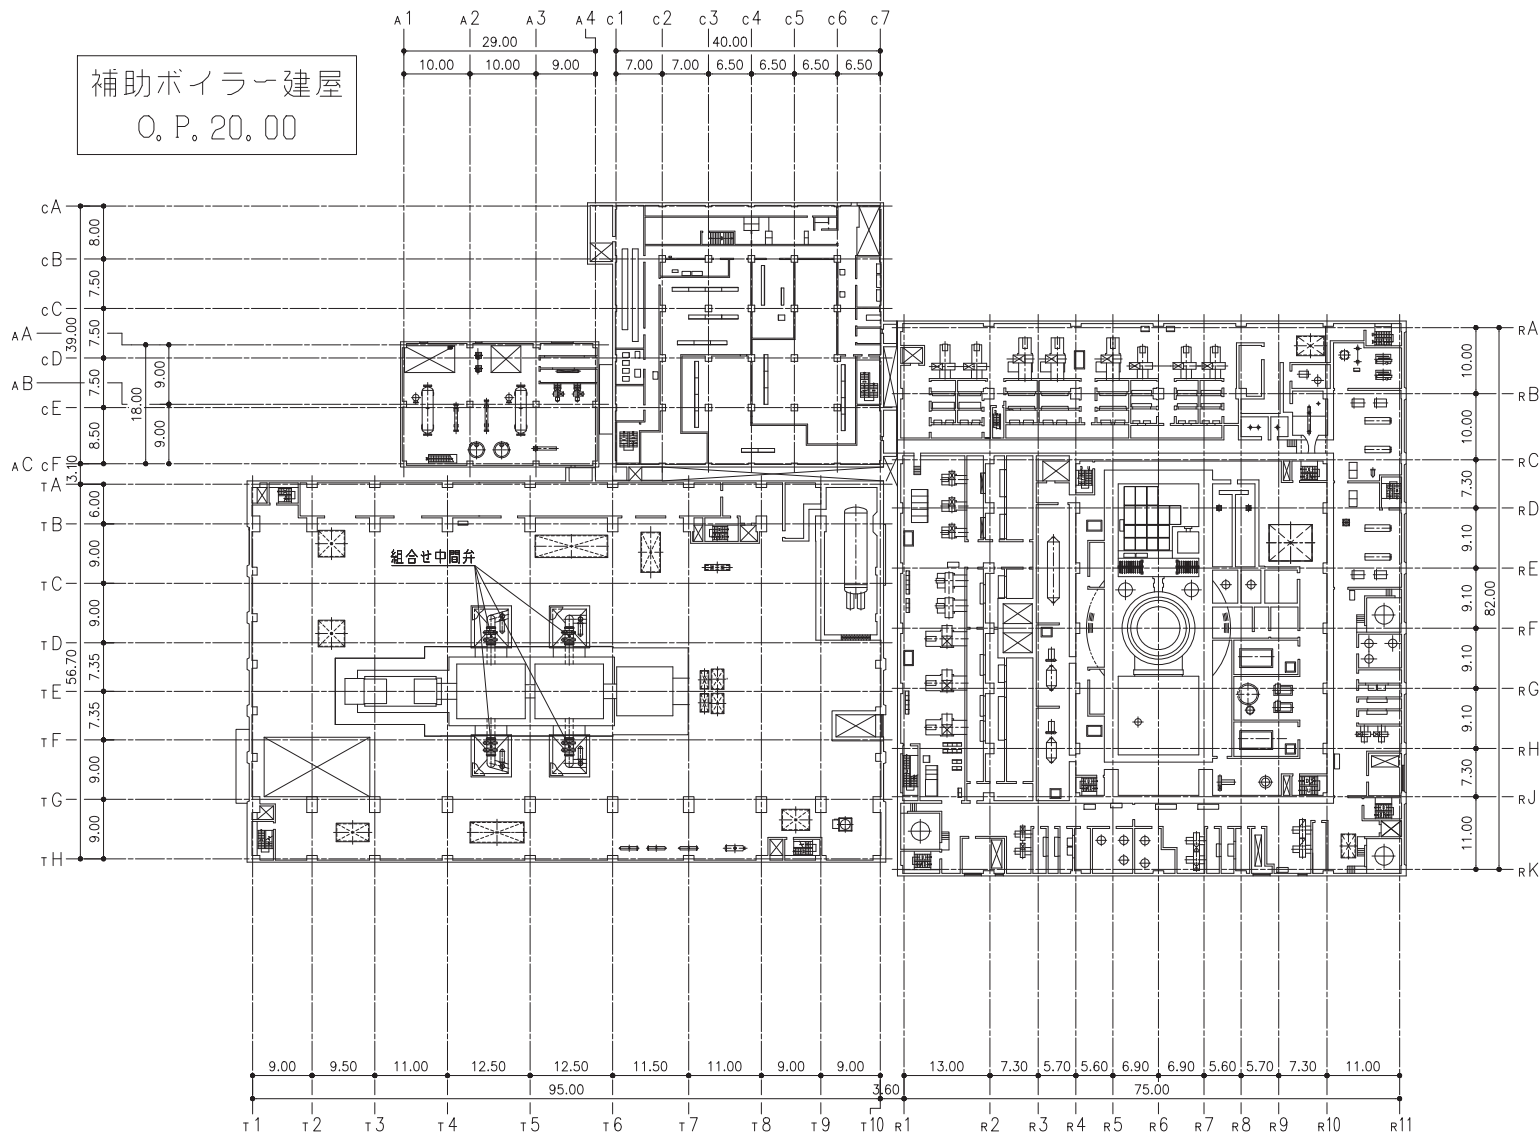 A1 A2 A3 A4 C1 C2 C3 C4 C5 C6 C7
29.00 40.00
10.00 10.00 9.00 7.00 7.00 6.50 6.50 6.50 6.50
補助ボイラー建屋
O.P.20.00
cA
8.00
cB
7.50
cC
AA
39.00
7.50
cD
AB
7.50
cE
8.50
AC cF
18.00
9.00
9.00
3.10
TA
6.00
TB
9.00
TC
9.00
TD
56.70
7.35
TE
7.35
TF
9.00
TG
9.00
TH
組合せ中間弁
RA
10.00
RB
10.00
RC
7.30
RD
9.10
RE
9.10
82.00
RF
9.10
RG
9.10
RH
7.30
RJ
11.00
RK
9.00 9.50 11.00 12.50 12.50 11.50 11.00 9.00 9.00 13.00 7.30 5.70 5.60 6.90 6.90 5.60 5.70 7.30 11.00
95.00 3.60 75.00
T1 T2 T3 T4 T5 T6 T7 T8 T9 T10 R1 R2 R3 R4 R5 R6 R7 R8 R9 R10 R11